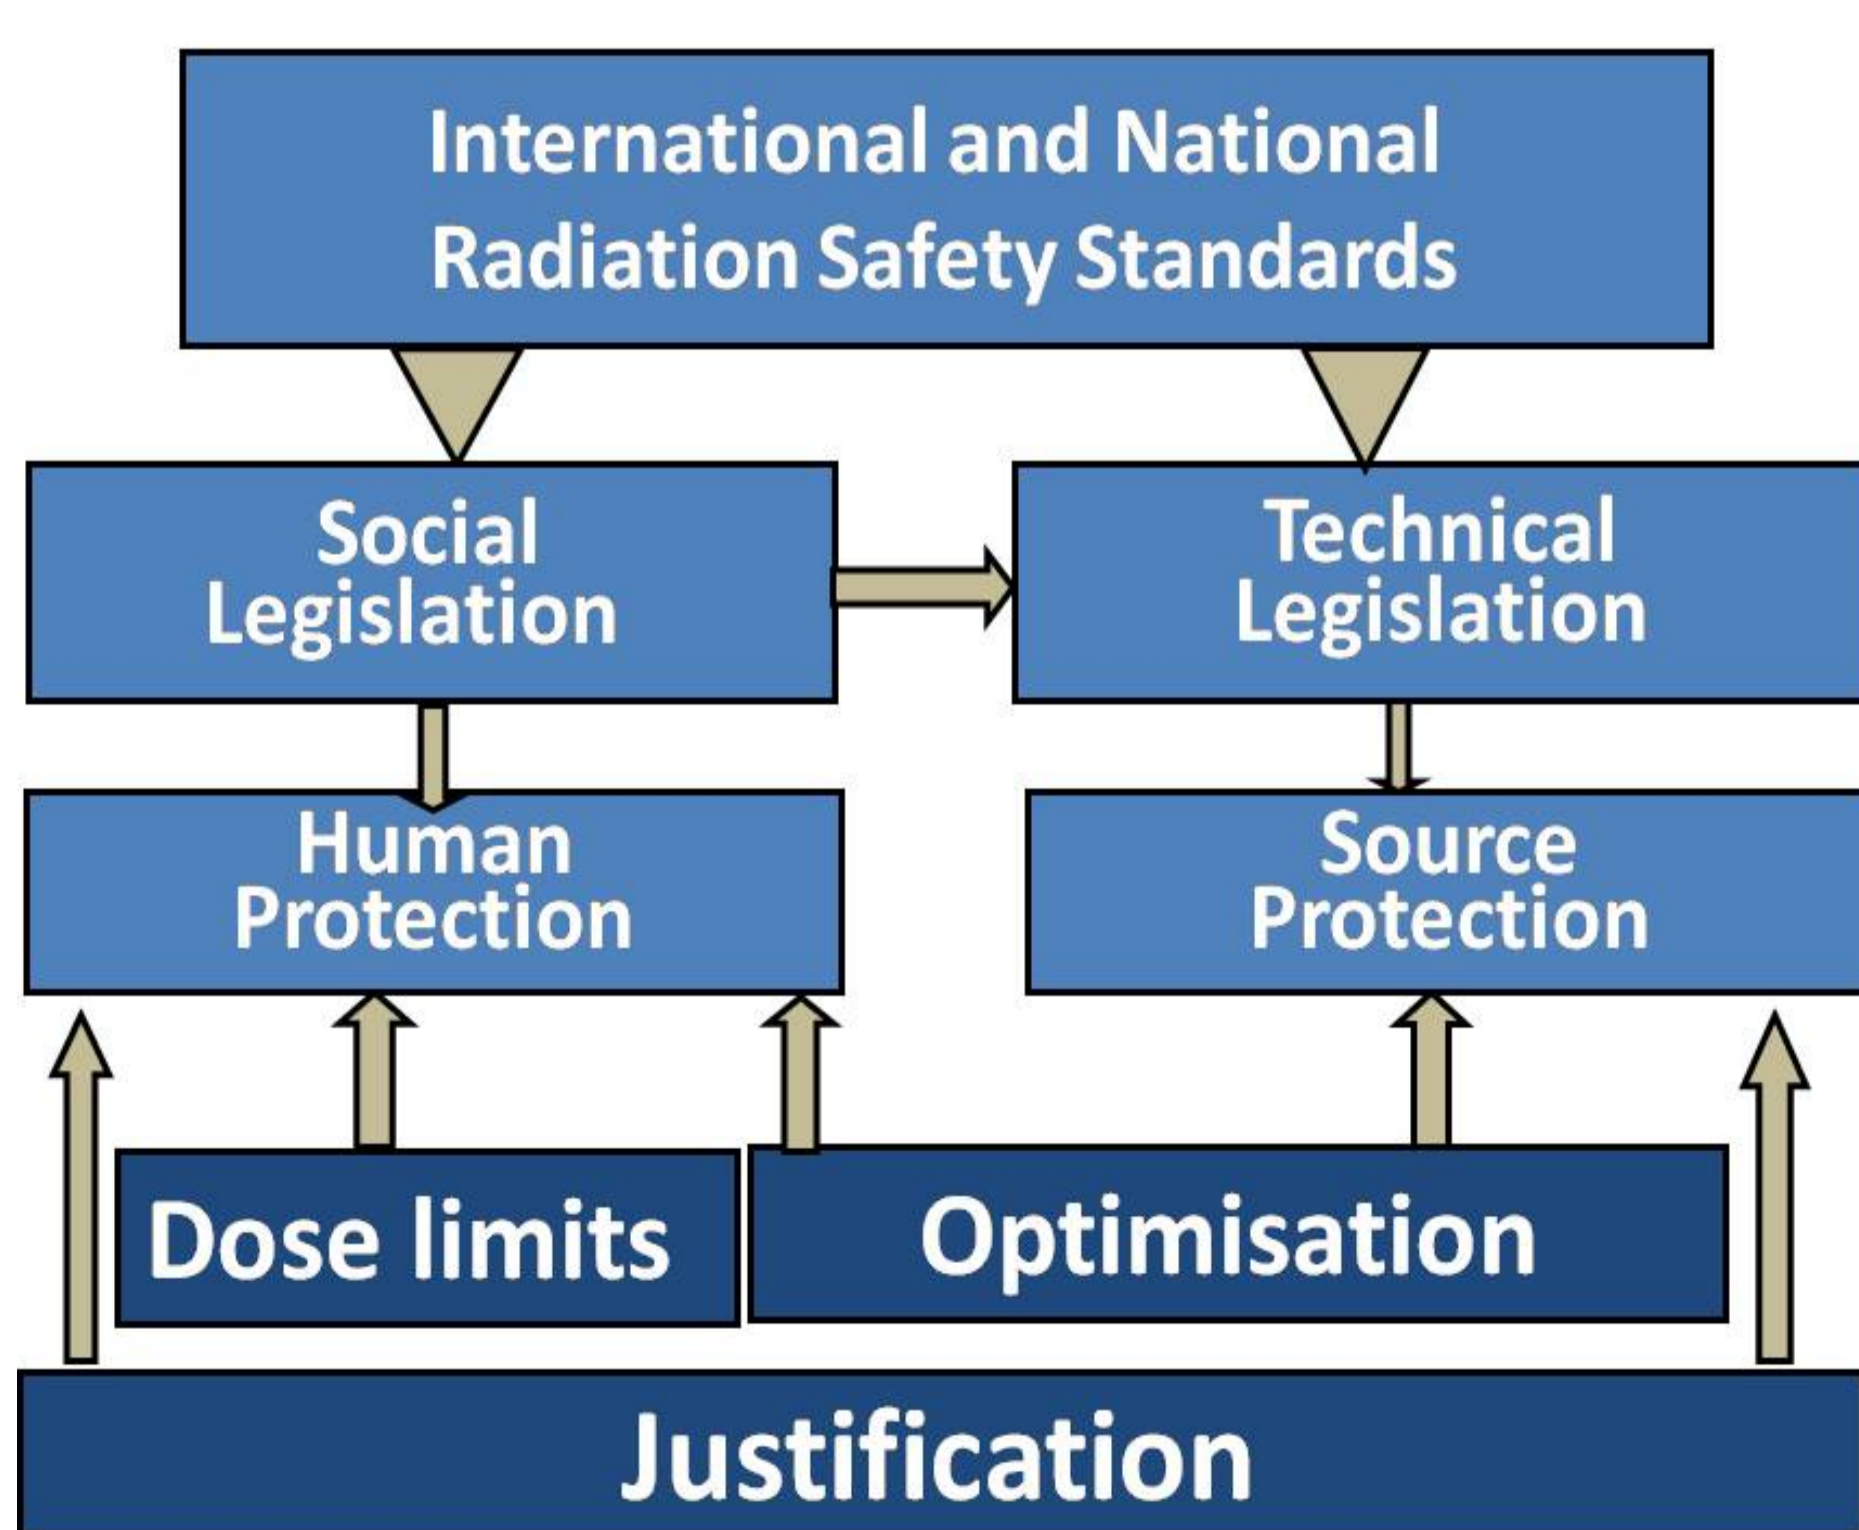 International and National
Radiation Safety Standards
Social
Legislation
Technical
Legislation
Human
Protection
Source
Protection
Dose limits
Optimisation
Justification